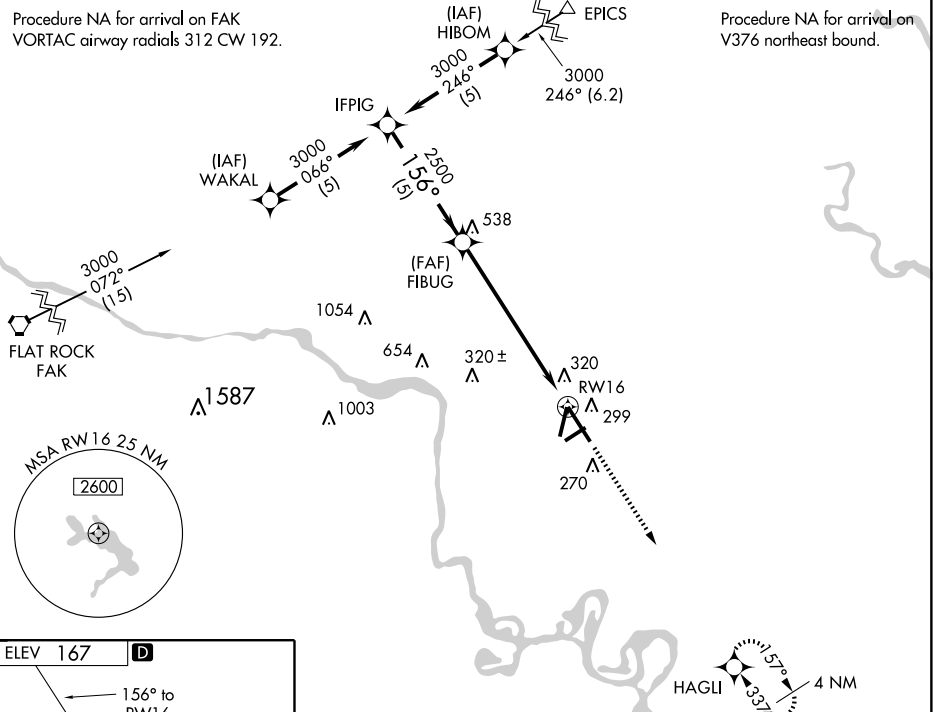 Procedure NA for arrival on FAK
VORTAC airway radials 312 CW 192.
(IAF)
HIBOM
EPICS
Procedure NA for arrival on
V376 northeast bound.
3000
246°
(5)
3000
246° (6.2)
IFPIG
(IAF)
WAKAL
3000
066°
(5)
2500
156°
(5)
538
(FAF)
FIBUG
3000
072°
(15)
FLAT ROCK
FAK
1054
654
320 ±
320
RW16
299
1587
1003
270
MSA RW16 25 NM
2600
ELEV 167 D
156° to
RW16
HAGLI
157°
4 NM
337